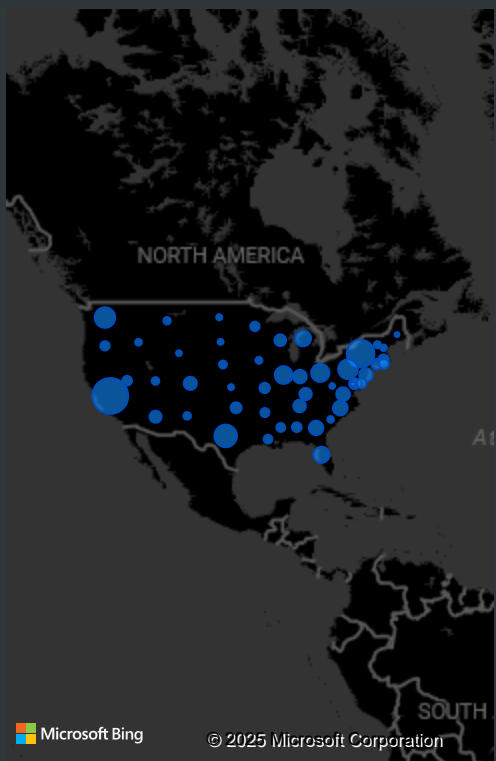 NORTH AMERICA
At
SOUTH
Microsoft Bing
© 2025 Microsoft Corporation